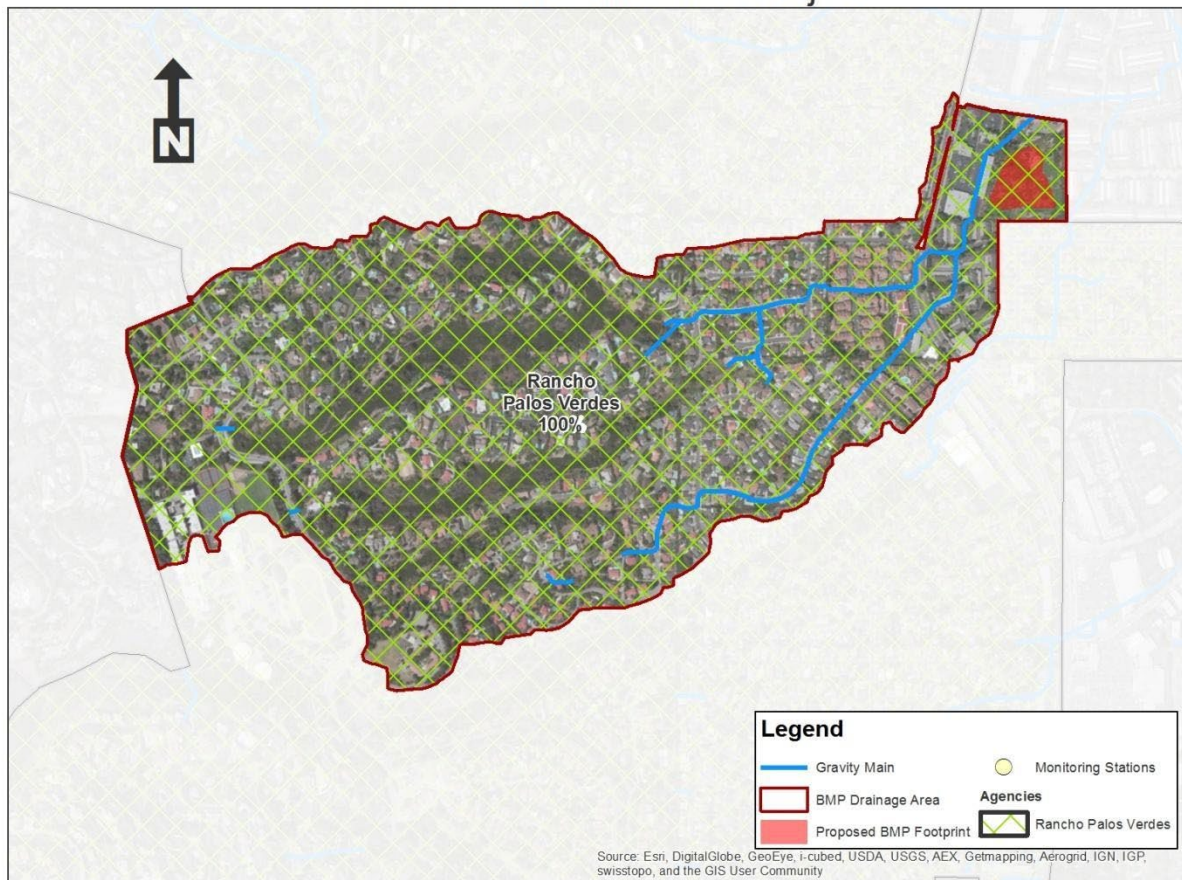 N
Rancho
Palos Verdes
100%
Legend
Gravity Main
Monitoring Stations
BMP Drainage Area
Agencies
Proposed BMP Footprint
Rancho Palos Verdes
Source: Esri, DigitalGlobe, GeoEye, i-cubed, USDA, USGS, AEX, Getmapping, Aerogrid, IGN, IGP,
swisstopo, and the GIS User Community